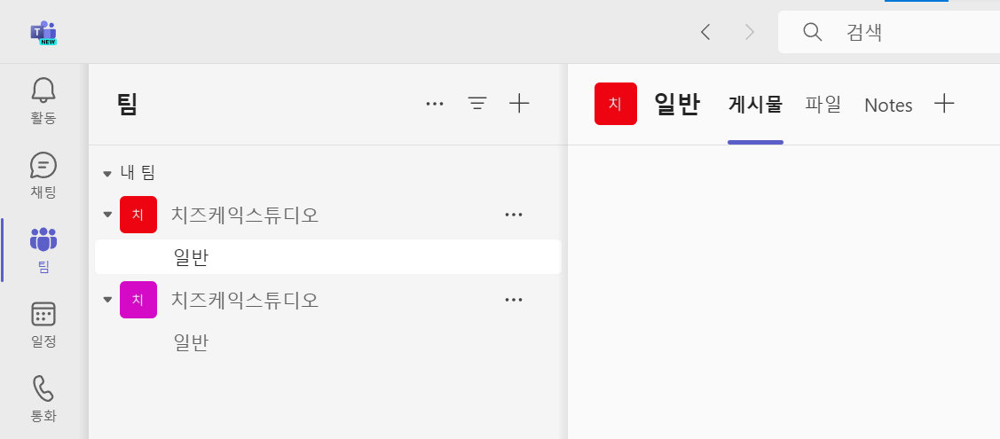 T
NEW
검색
활동
채팅
팀
일정
통화
팀
내 팀
치 치즈케익스튜디오
일반
치 치즈케익스튜디오
일반
치 일반 게시물 파일 Notes